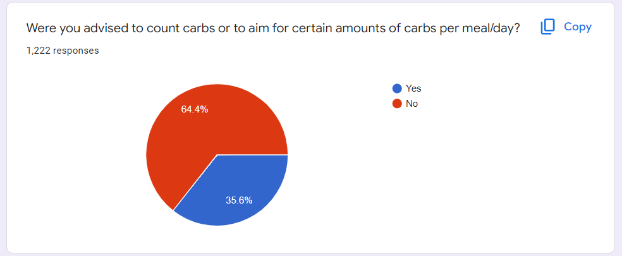 Were you advised to count carbs or to aim for certain amounts of carbs per meal/day?
Copy
1,222 responses
Yes
No
64.4%
35.6%